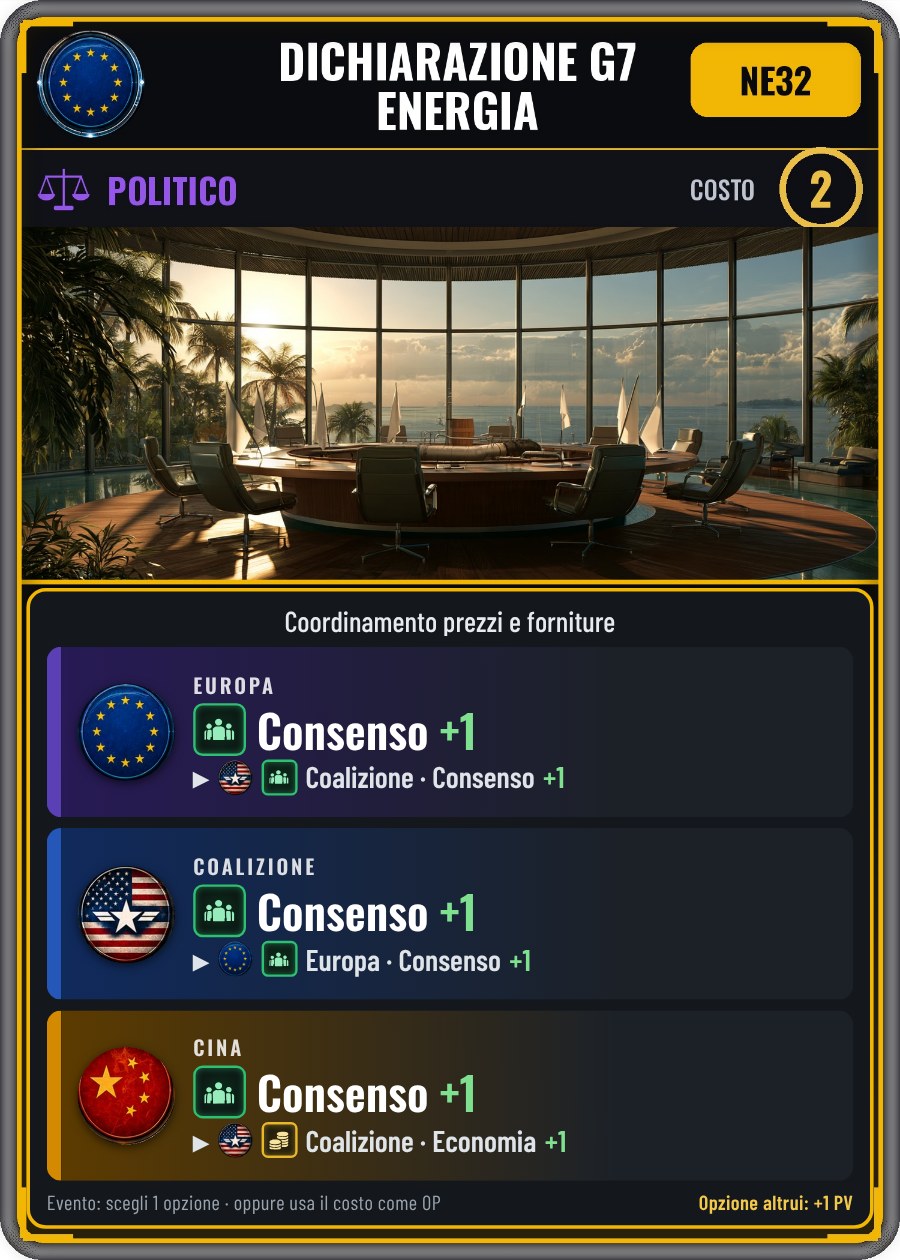 DICHIARAZIONE G7
ENERGIA
NE32
POLITICO
COSTO
2
Coordinamento prezzi e forniture
EUROPA
Consenso +1
▶ Coalizione · Consenso +1
COALIZIONE
Consenso +1
▶ Europa · Consenso +1
CINA
Consenso +1
▶ Coalizione · Economia +1
Evento: scegli 1 opzione · oppure usa il costo come OP
Opzione altrui: +1 PV